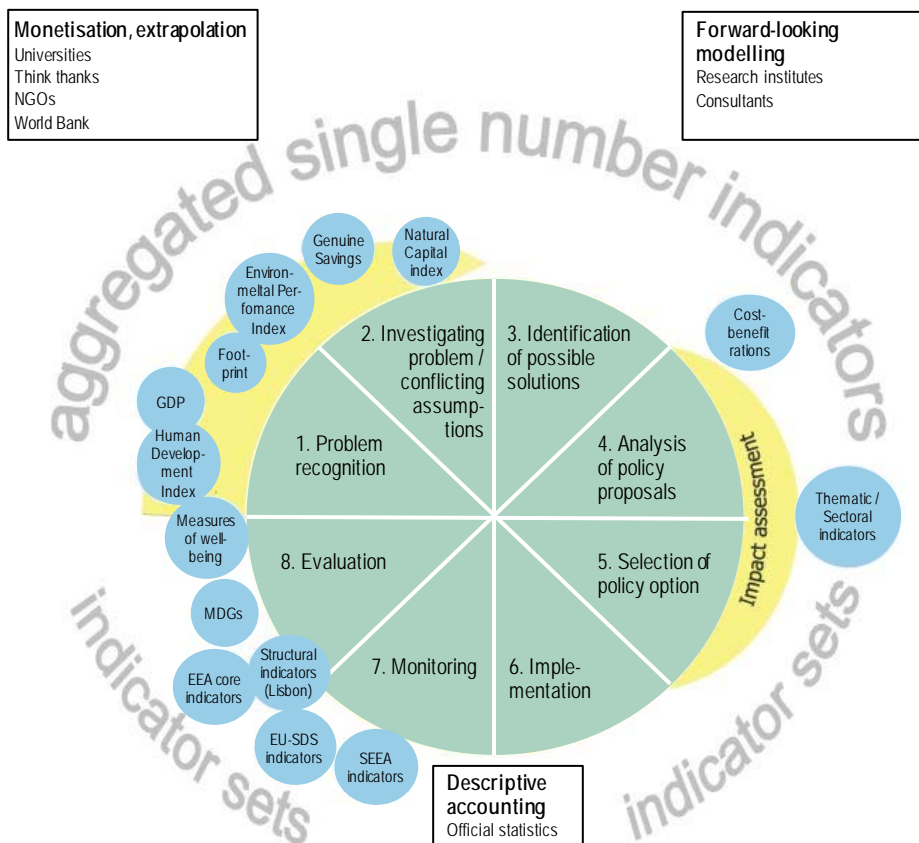 Monetisation, extrapolation
Universities
Think thanks
NGOs
World Bank
Forward-looking
modelling
Research institutes
Consultants
aggregated single number indicators
Genuine
Savings
Natural
Capital
index
Environ-
meltal Per-
fomance
Index
Foot-
print
GDP
Human
Develop-
ment
Index
Measures
of well-
being
Cost-
benefit
rations
Thematic /
Sectoral
indicators
2. Investigating
problem /
conflicting
assump-
tions
3. Identification
of possible
solutions
1. Problem
recognition
4. Analysis
of policy
proposals
Impact assessment
8. Evaluation
5. Selection of
policy option
7. Monitoring
6. Imple-
mentation
MDGs
EEA core
indicators
Structural
indicators
(Lisbon)
EU-SDS
indicators
SEEA
indicators
indicator sets
indicator sets
Descriptive
accounting
Official statistics